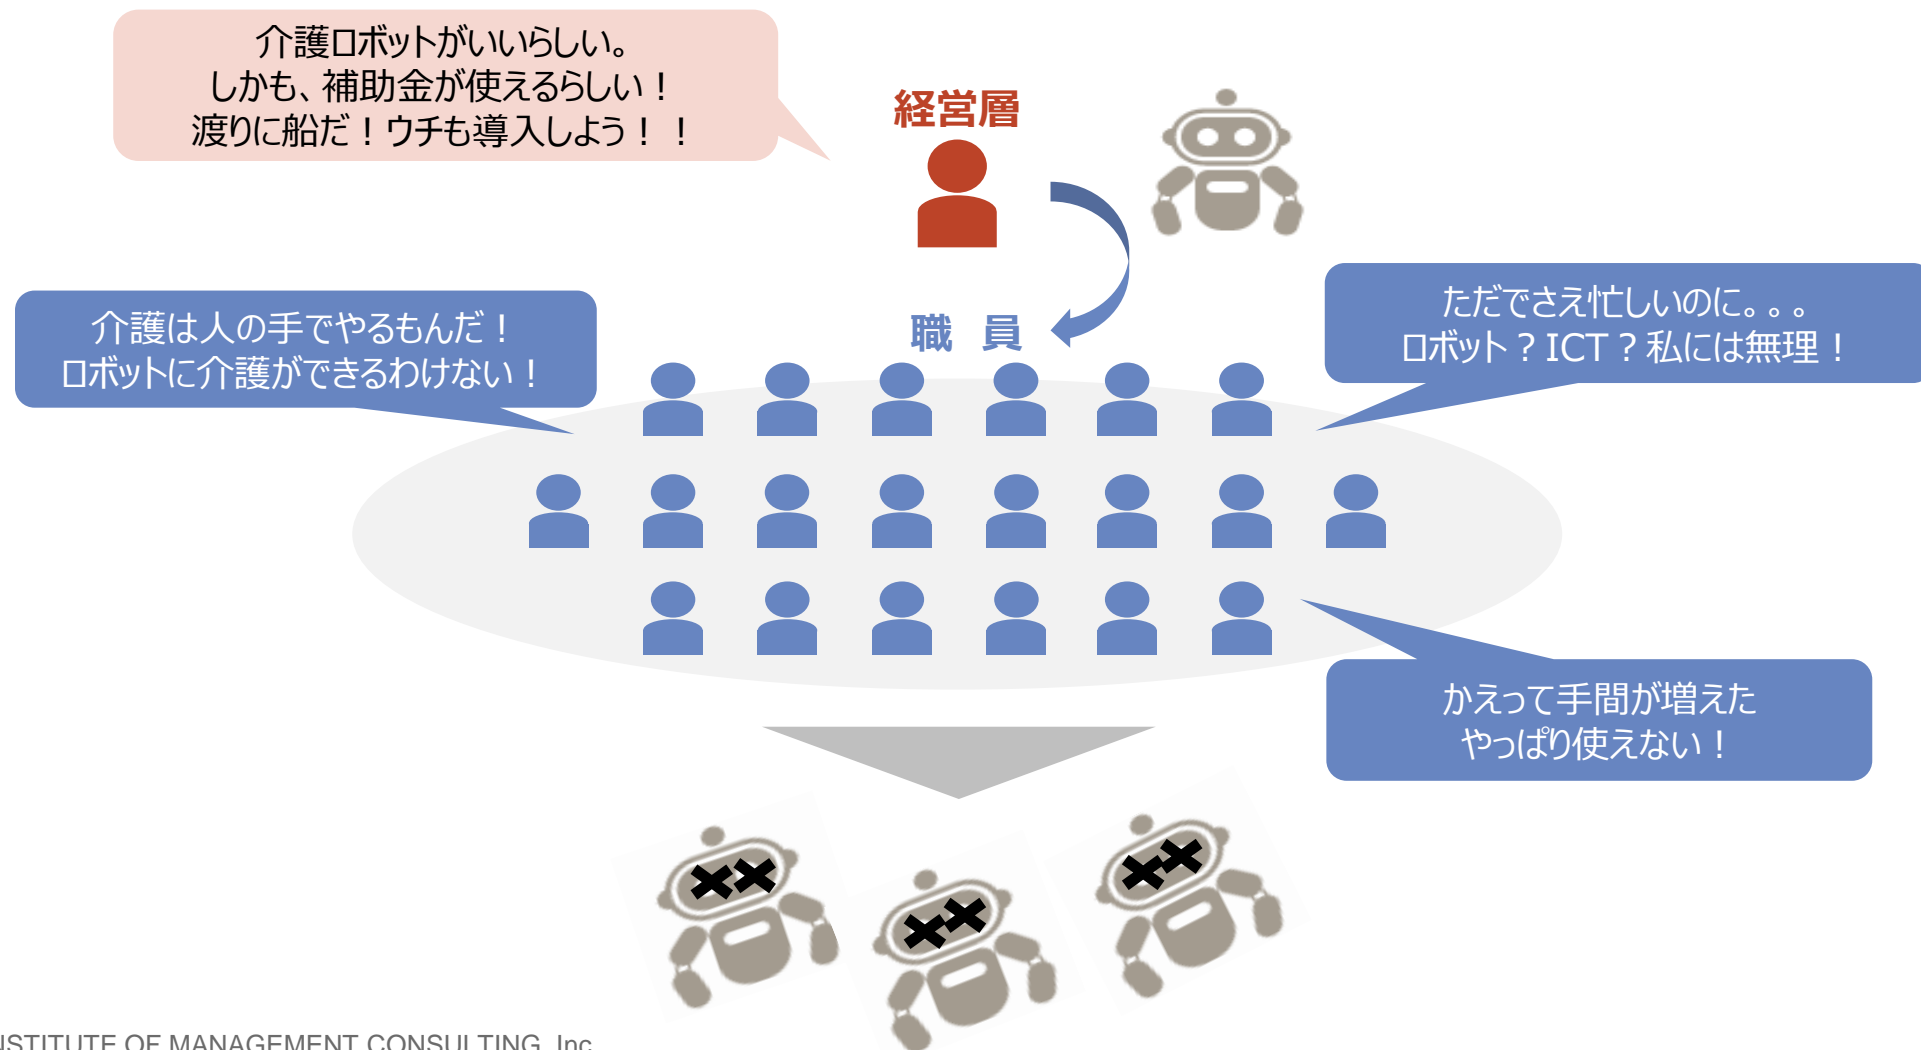 介護ロボットがいいらしい。
しかも、補助金が使えるらしい！
渡りに船だ！ウチも導入しよう！！
経営層
介護は人の手でやるもんだ！
ロボットに介護ができるわけない！
職 員
ただでさえ忙しいのに。。。
ロボット？ICT？私には無理！
かえって手間が増えた
やっぱり使えない！
NSTITUTE OF MANAGEMENT CONSULTING, Inc.